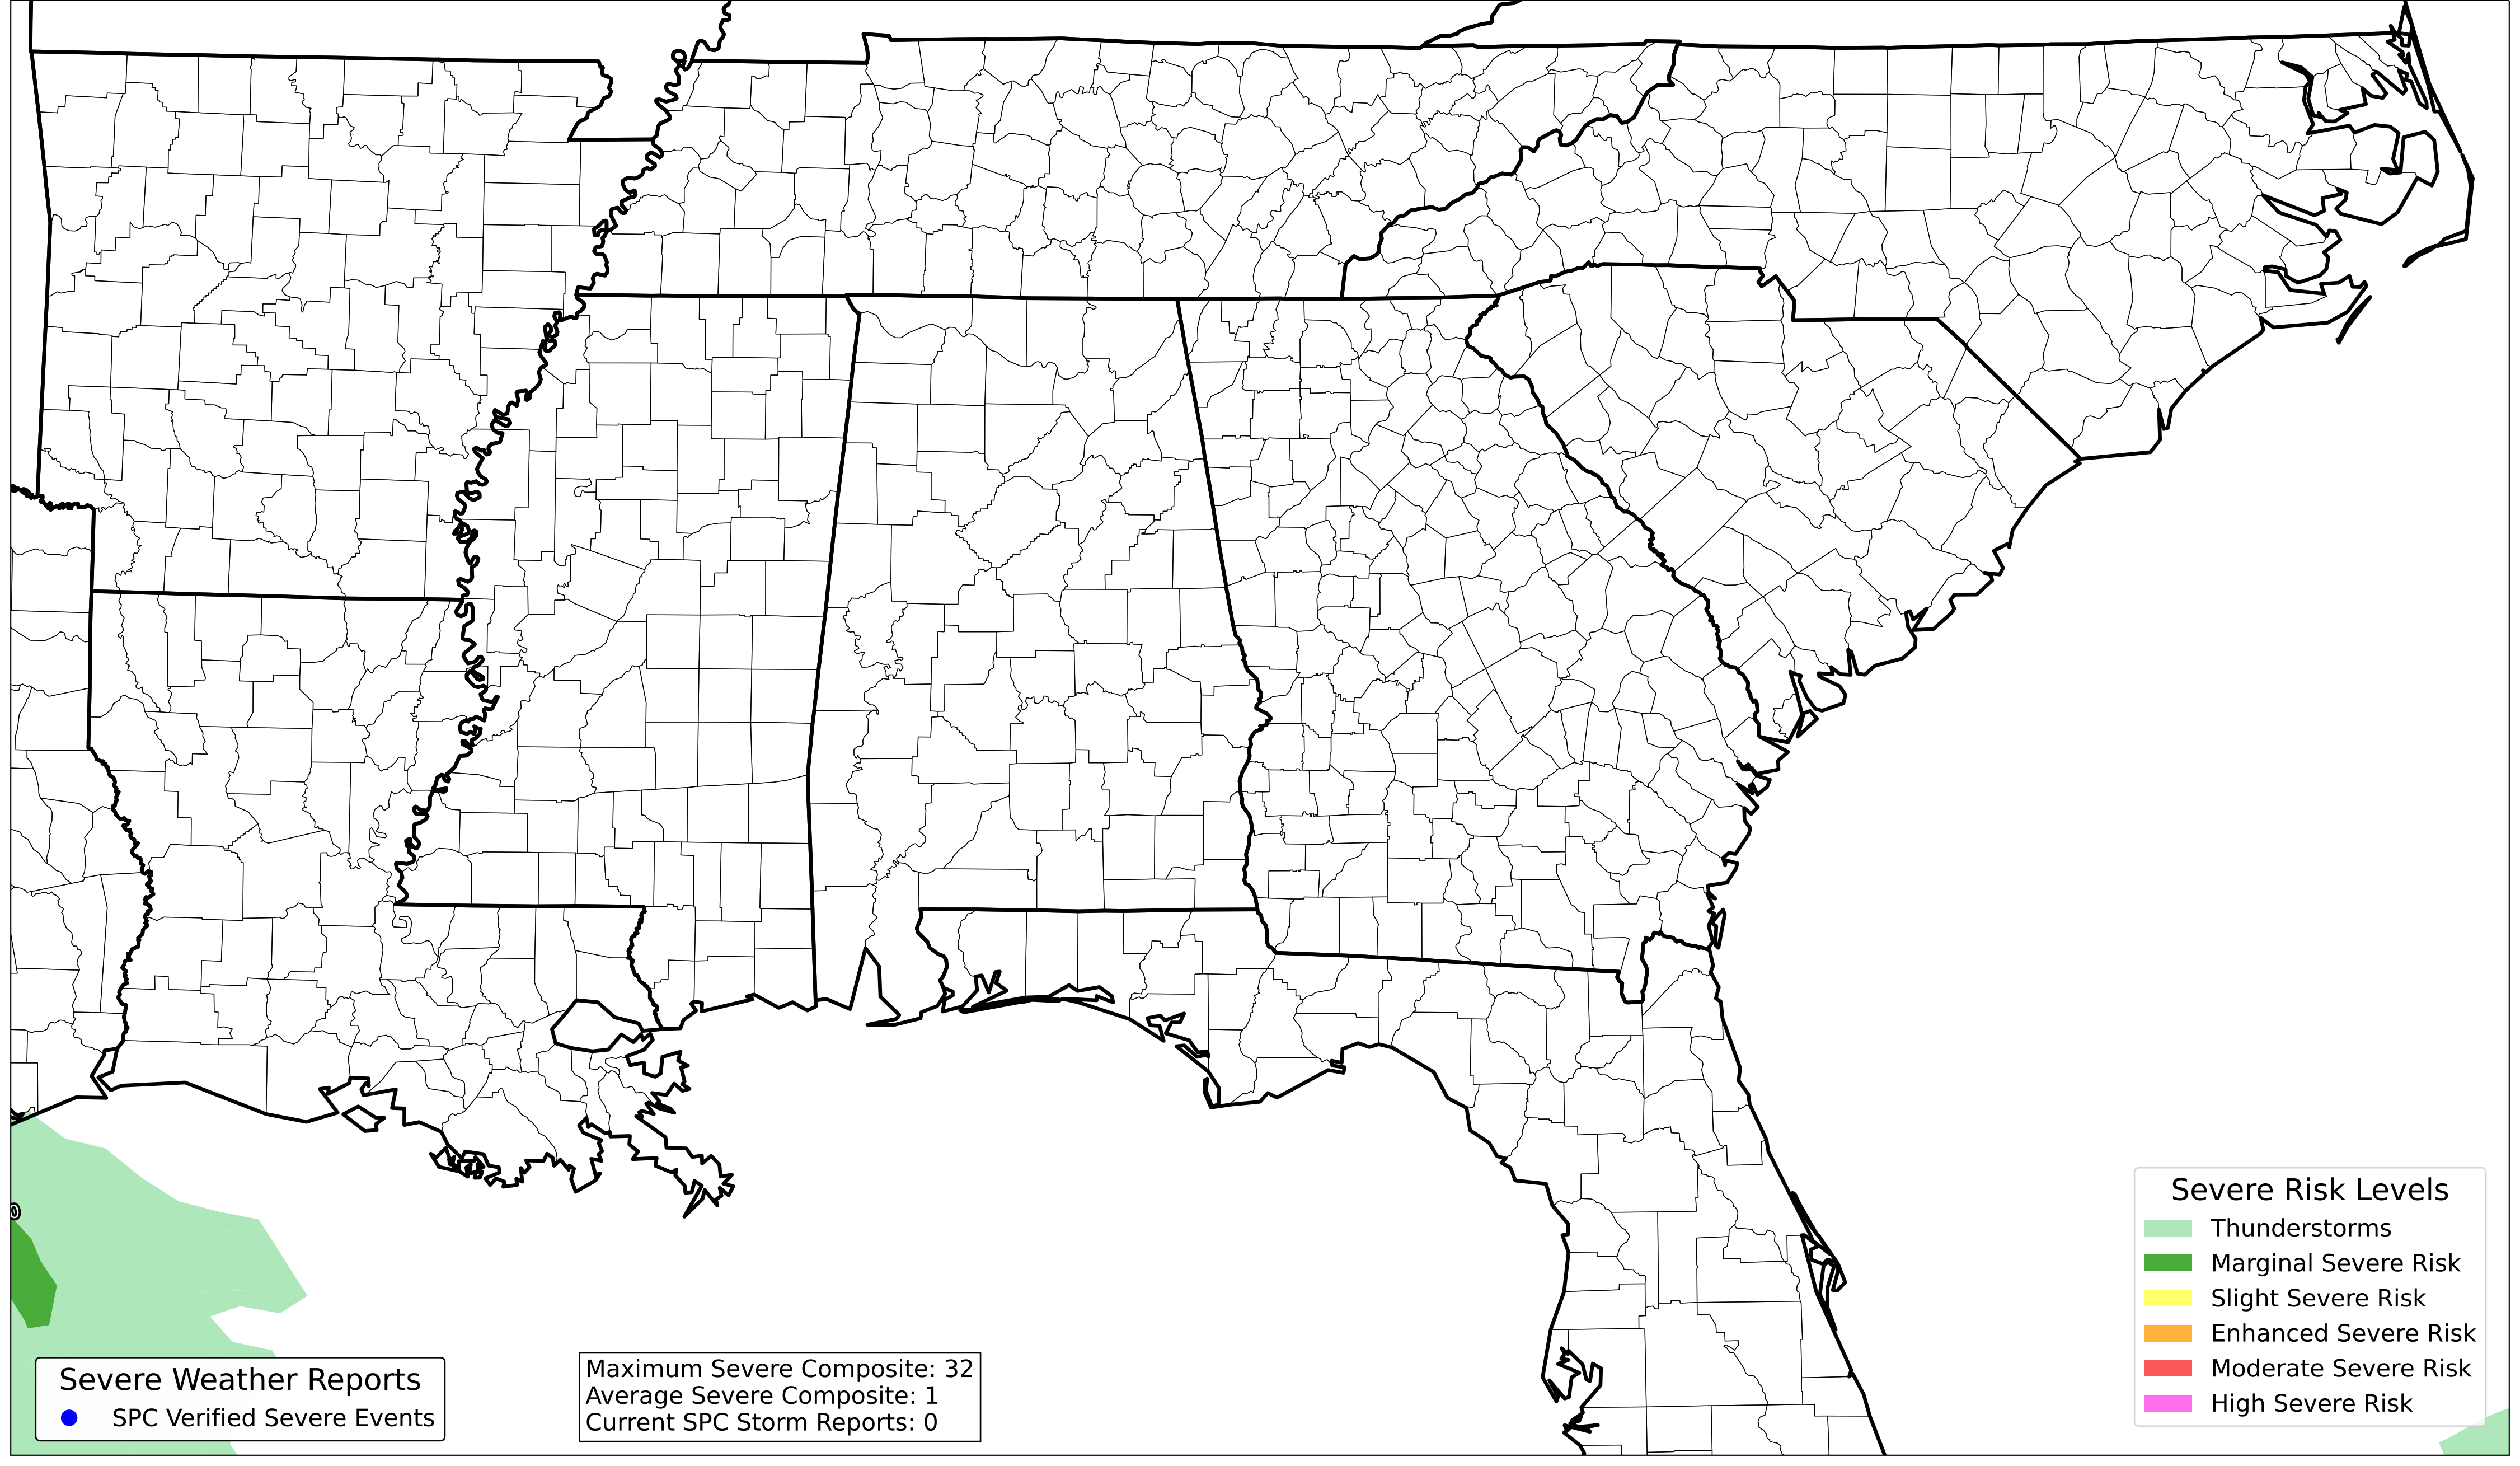 0
Severe Weather Reports
SPC Verified Severe Events
Maximum Severe Composite: 32
Average Severe Composite: 1
Current SPC Storm Reports: 0
Severe Risk Levels
Thunderstorms
Marginal Severe Risk
Slight Severe Risk
Enhanced Severe Risk
Moderate Severe Risk
High Severe Risk